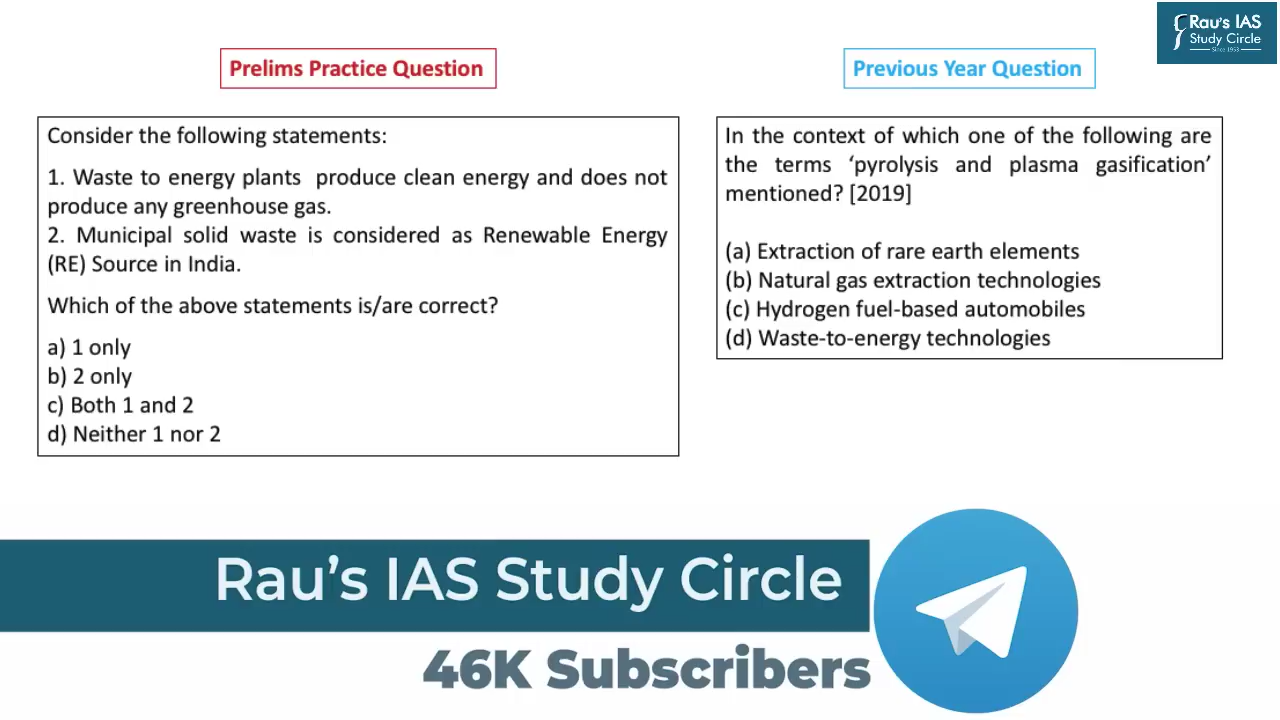 Rau's IAS
Study Circle
Since 1953
Prelims Practice Question
Consider the following statements:
1. Waste to energy plants produce clean energy and does not
produce any greenhouse gas.
2. Municipal solid waste is considered as Renewable Energy
(RE) Source in India.
Which of the above statements is/are correct?
a) 1 only
b) 2 only
c) Both 1 and 2
d) Neither 1 nor 2
Previous Year Question
In the context of which one of the following are
the terms ‘pyrolysis and plasma gasification’
mentioned? [2019]
(a) Extraction of rare earth elements
(b) Natural gas extraction technologies
(c) Hydrogen fuel-based automobiles
(d) Waste-to-energy technologies
Rau’s IAS Study Circle
46K Subscribers